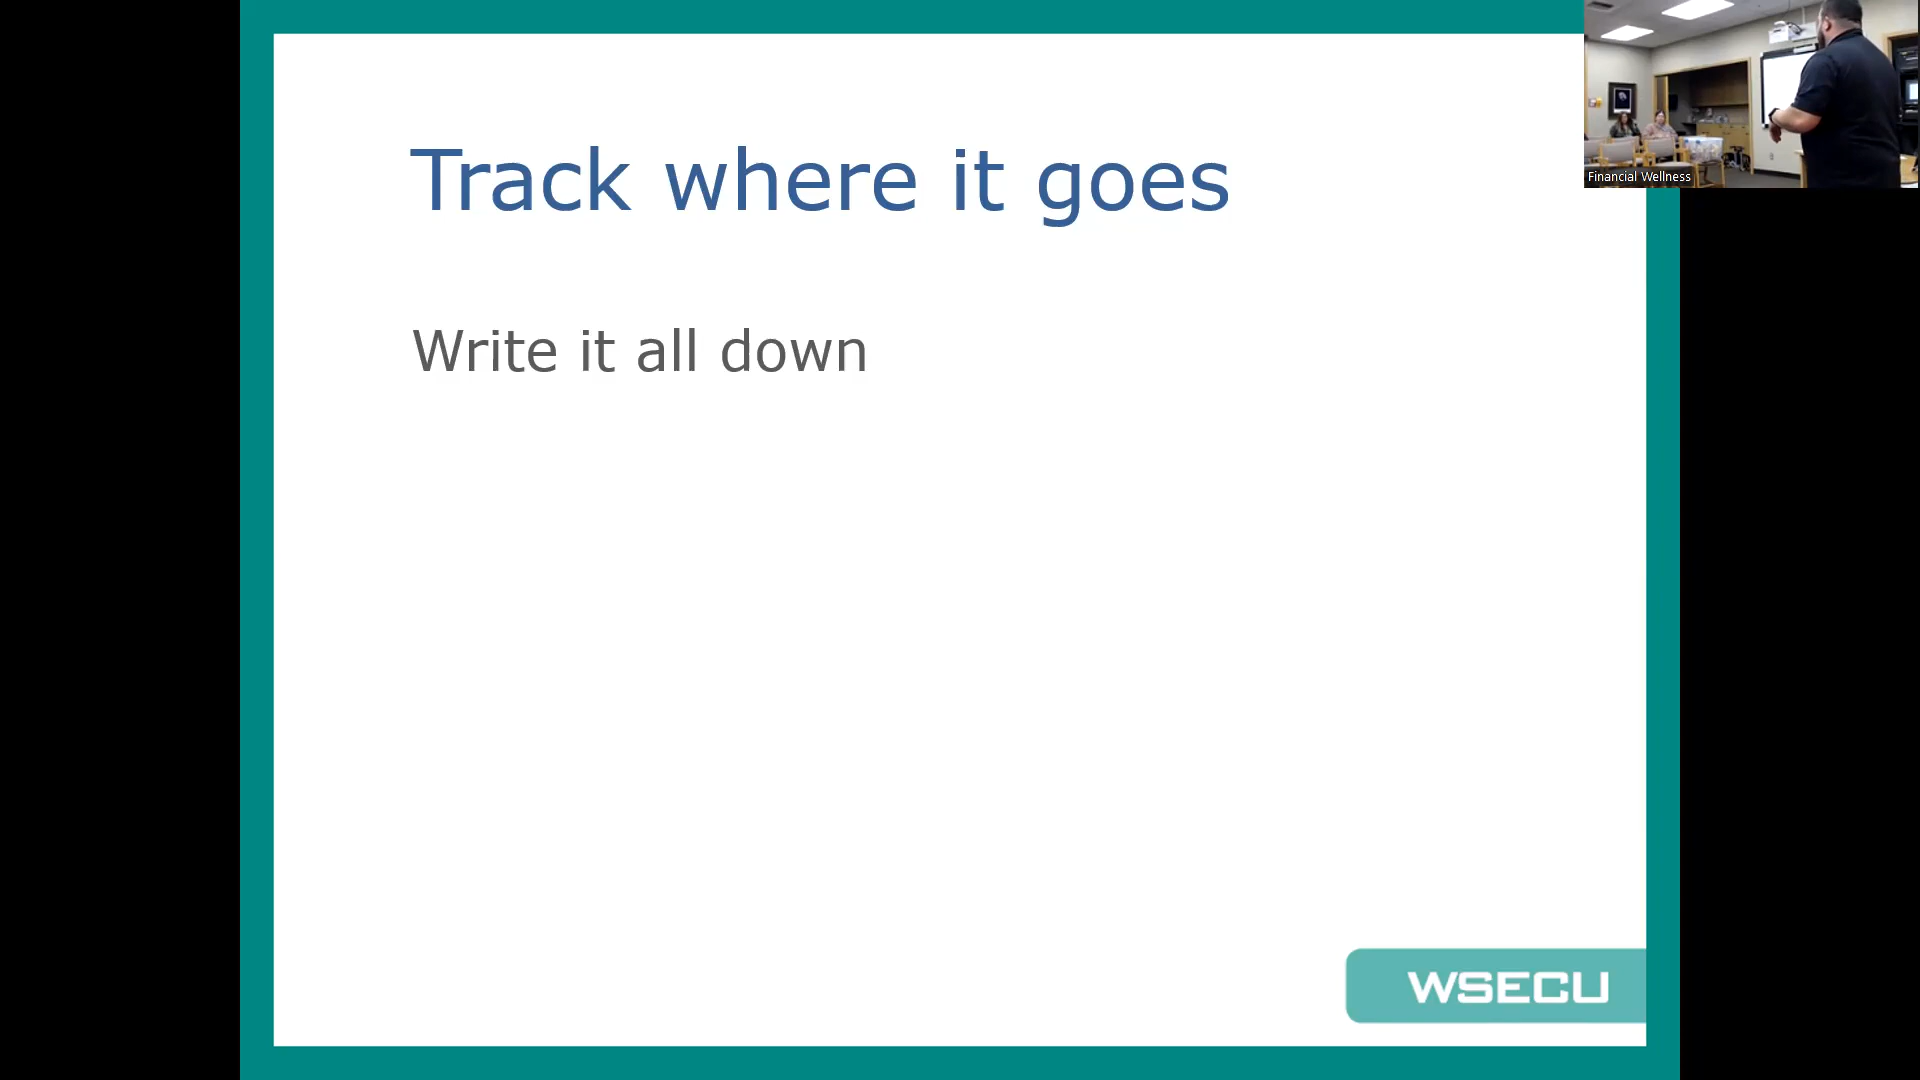 Track where it goes
Write it all down
WSECU
Financial Wellness